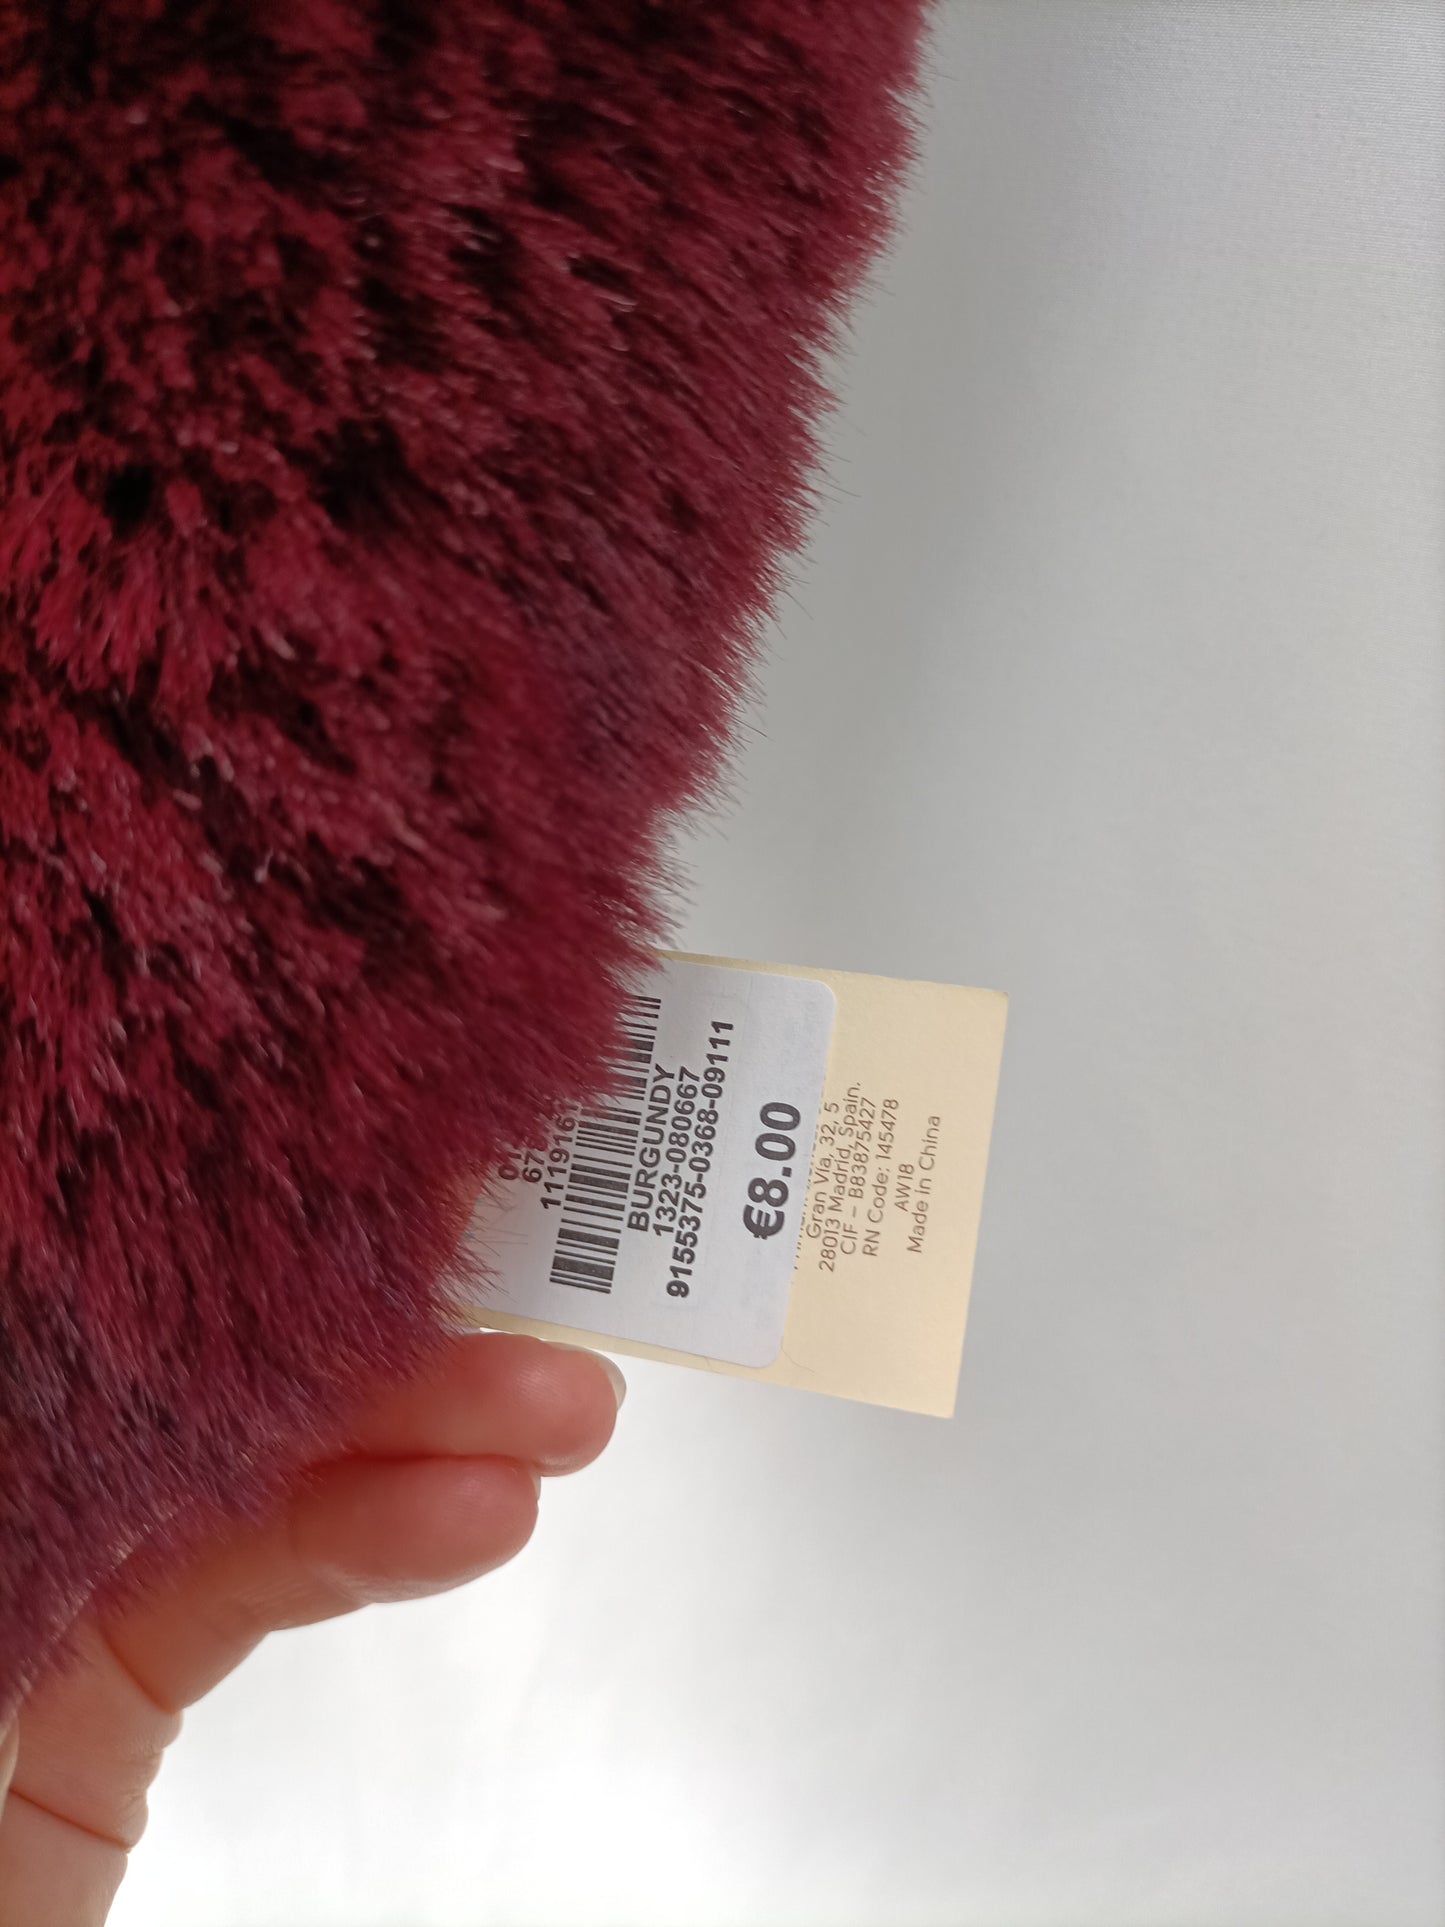 BURGUNDY
1323-080667
9155375-0368-09111
€8.00
Gran Via, 32, 5
28013 Madrid, Spain.
CIF – B83875427
RN Code: 145478
AW18
Made in China